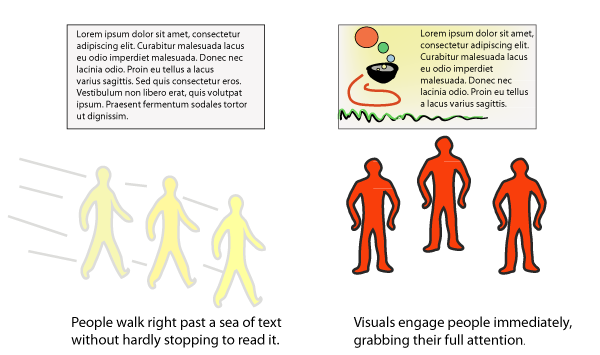 Lorem ipsum dolor sit amet, consectetur
adipiscing elit. Curabitur malesuada lacus
eu odio imperdiet malesuada. Donec nec
lacinia odio. Proin eu tellus a lacus
varius sagittis. Sed quis consectetur eros.
Vestibulum non libero erat, quis volutpat
ipsum. Praesent fermentum sodales tortor
ut dignissim.
Lorem ipsum dolor sit amet,
consectetur adipiscing elit.
Curabitur malesuada lacus
eu odio imperdiet
malesuada. Donec nec
lacinia odio. Proin eu tellus
a lacus varius sagittis.
People walk right past a sea of text
without hardly stopping to read it.
Visuals engage people immediately,
grabbing their full attention.